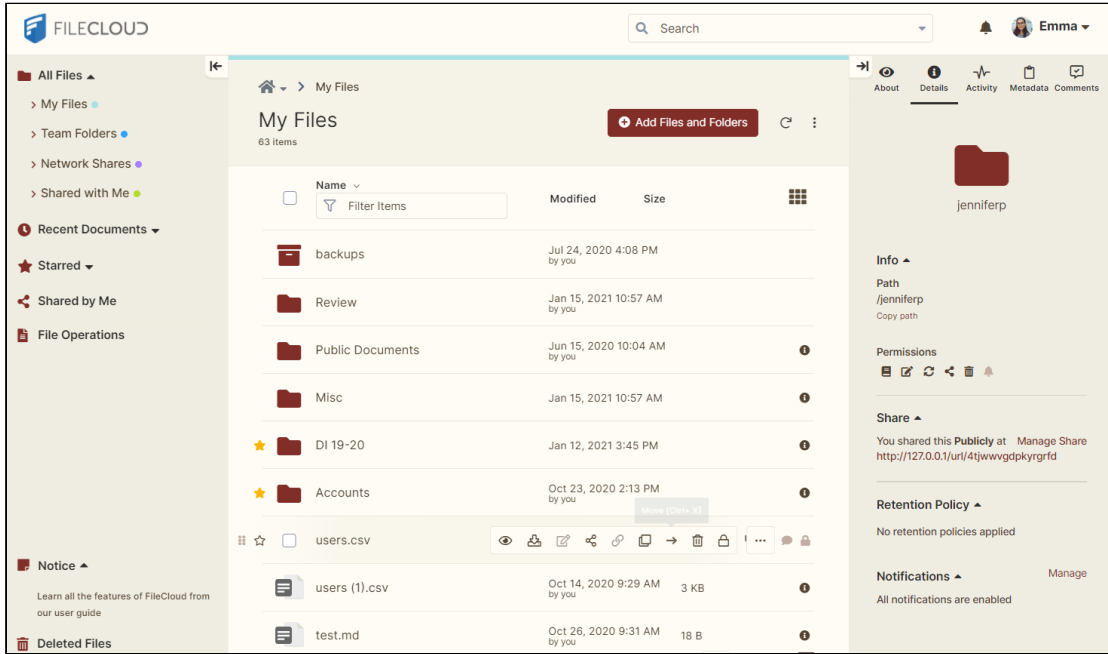 FILECLOUD
Search
Emma
All Files
My Files
Team Folders
Network Shares
Shared with Me
Recent Documents
Starred
Shared by Me
File Operations
Notice
Learn all the features of FileCloud from
our user guide
Deleted Files
My Files
My Files
63 items
Add Files and Folders
Name
Filter Items
Modified Size
backups Jul 24, 2020 4:08 PM
by you
Review Jan 15, 2021 10:57 AM
by you
Public Documents Jun 15, 2020 10:04 AM
by you
Misc Jan 15, 2021 10:57 AM
DI 19-20 Jan 12, 2021 3:45 PM
Accounts Oct 23, 2020 2:13 PM
by you
Move [Ctrl+ X]
users.csv
users (1).csv Oct 14, 2020 9:29 AM 3 KB
by you
test.md Oct 26, 2020 9:31 AM 18 B
by you
About Details Activity Metadata Comments
jenniferp
Info
Path
/jenniferp
Copy path
Permissions
Share
You shared this Publicly at Manage Share
http://127.0.0.1/url/4tjwwvgdpkyrgrfd
Retention Policy
No retention policies applied
Notifications Manage
All notifications are enabled